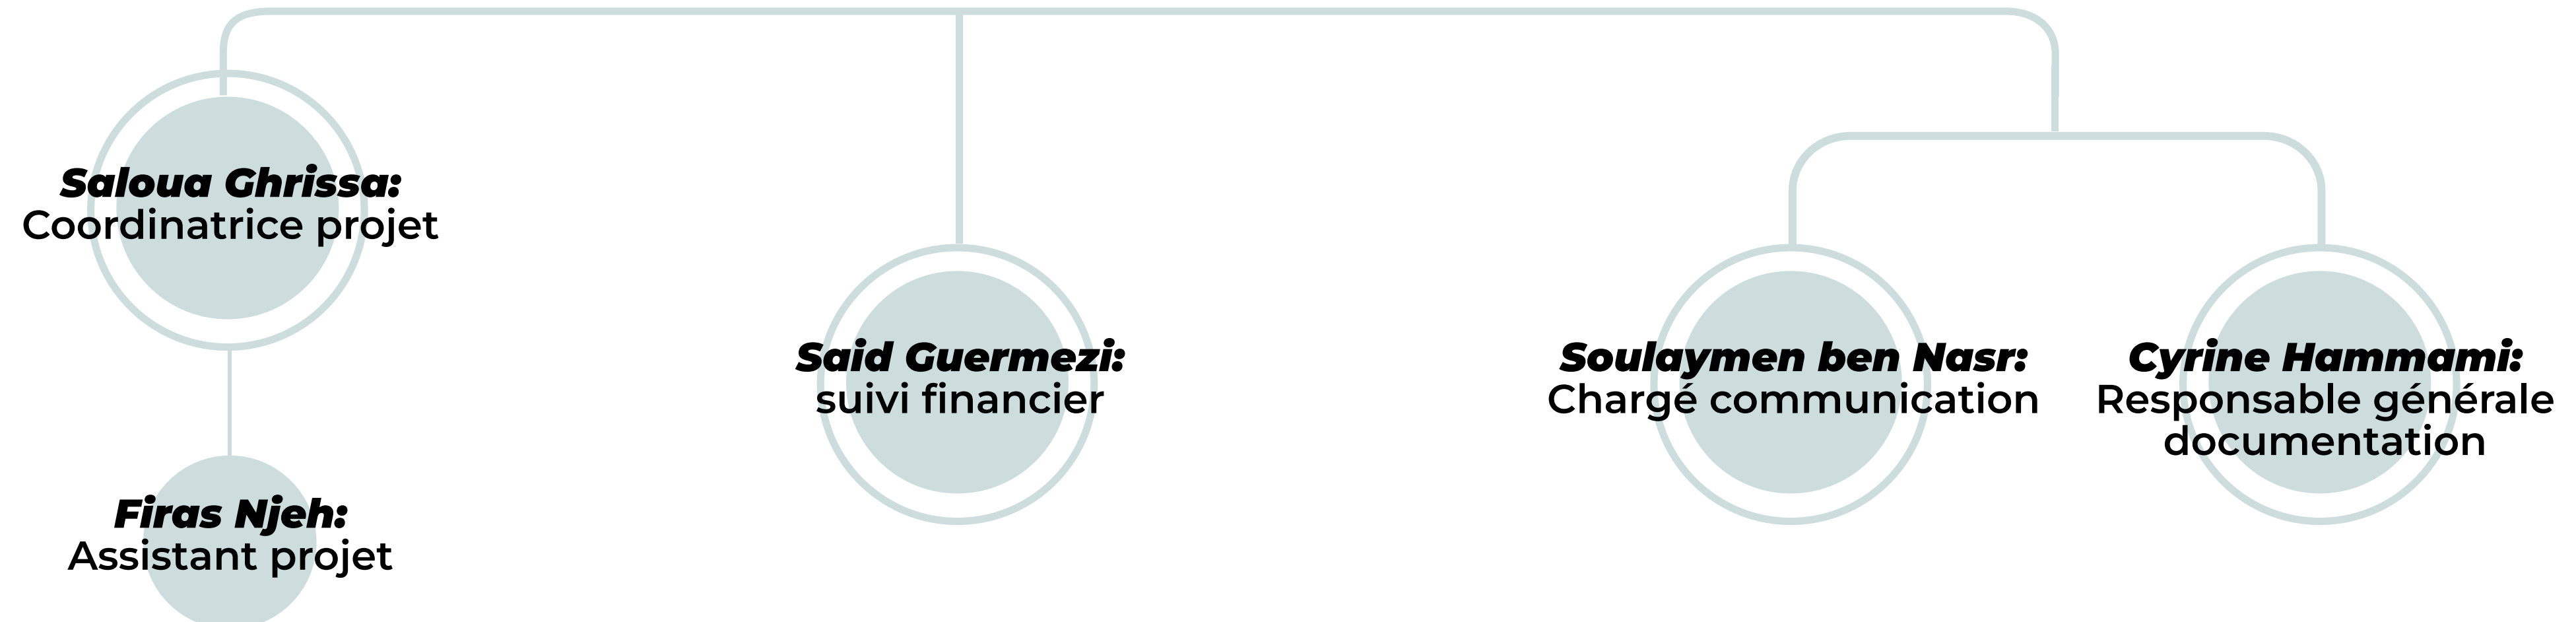 Saloua Ghrissa:
Coordinatrice projet
Firas Njeh:
Assistant projet
Said Guermezi:
suivi financier
Soulaymen ben Nasr:
Chargé communication
Cyrine Hammami:
Responsable générale
documentation